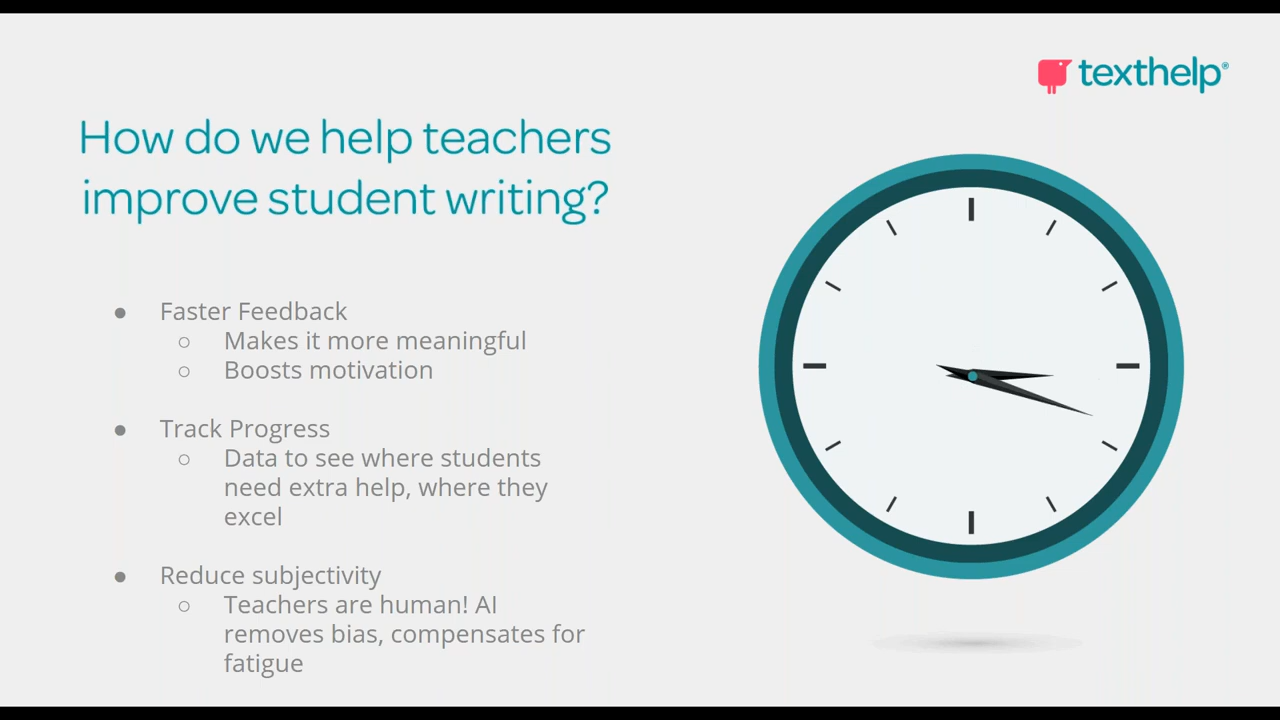 texthelp®
How do we help teachers
improve student writing?
● Faster Feedback
○ Makes it more meaningful
○ Boosts motivation
● Track Progress
○ Data to see where students
need extra help, where they
excel
● Reduce subjectivity
○ Teachers are human! AI
removes bias, compensates for
fatigue